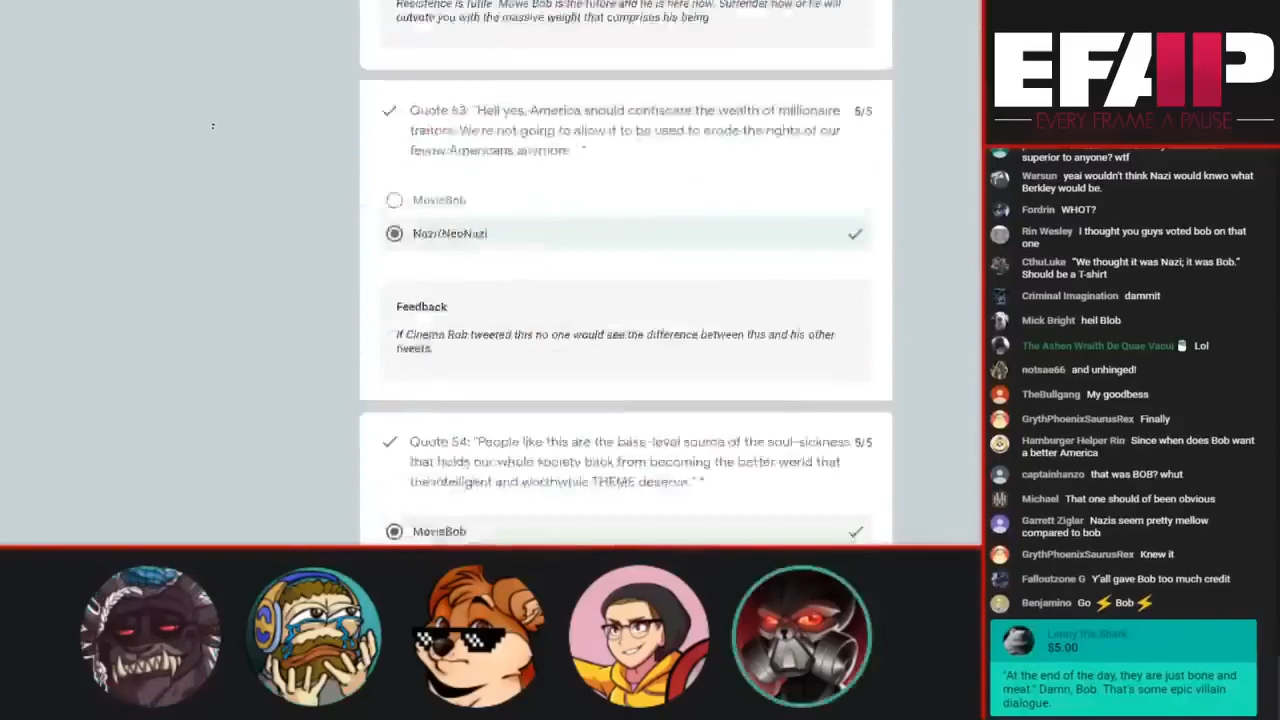 Resistence is futile. Movie Bob is the future and he is here now. Surrender now or he will
outvote you with the massive weight that comprises his being
Quote 53: "Hell yes, America should confiscate the wealth of millionaire
5/5
traitors. We're not going to allow it to be used to erode the rights of our
fellow Americans anymore. "
MovieBob
Nazi/NeoNazi
Feedback
If Cinema Bob tweeted this no one would see the difference between this and his other
tweets.
Quote 54: "People like this are the base-level source of the soul-sickness
5/5
that holds our whole society back from becoming the better world that
the intelligent and worthwhile THEME deserve." *
MovieBob
EFAP
EVERY FRAME A PAUSE
superior to anyone? wtf
Warsun yeai wouldn't think Nazi would knwo what
Berkley would be.
Fordrin WHOT?
Rin Wesley I thought you guys voted bob on that
one
CthuLuke "We thought it was Nazi; it was Bob."
Should be a T-shirt
Criminal Imagination dammit
Mick Bright heil Blob
The Ashen Wraith De Quae Vacui Lol
notsae66 and unhinged!
TheBullgang My goodbess
GrythPhoenixSaurusRex Finally
Hamburger Helper Rin Since when does Bob want
a better America
captainhanzo that was BOB? whut
Michael That one should of been obvious
Garrett Ziglar Nazis seem pretty mellow
compared to bob
GrythPhoenixSaurusRex Knew it
Falloutzone G Y'all gave Bob too much credit
Benjamino Go ⚡ Bob ⚡
Lenny the Shark
$5.00
"At the end of the day, they are just bone and
meat." Damn, Bob. That's some epic villain
dialogue.